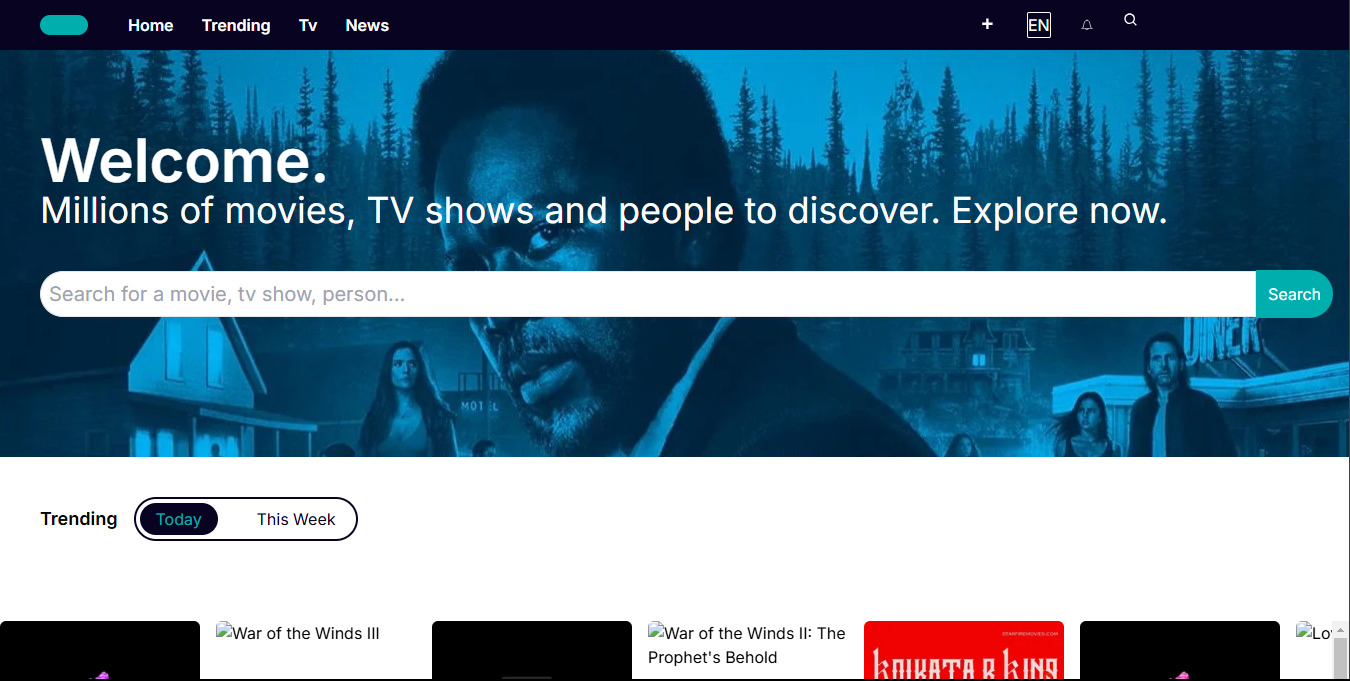 Home Trending Tv News + EN
Welcome.
Millions of movies, TV shows and people to discover. Explore now.
Search for a movie, tv show, person... Search
MOTEL
Trending Today This Week
War of the Winds III
War of the Winds II: The
Prophet's Behold
STARFIREMOVIES.COM
KOLKATA R KING